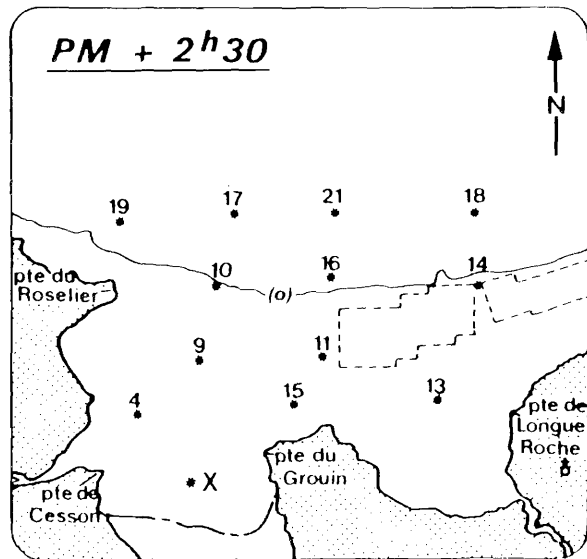 PM + 2h30
N
17
21
18
19
16
14
10
pte du
Roselier
(o)
9
11
4
15
13
pte de
Longue
Roche
pte du
Grouin
X
pte de
Cesson